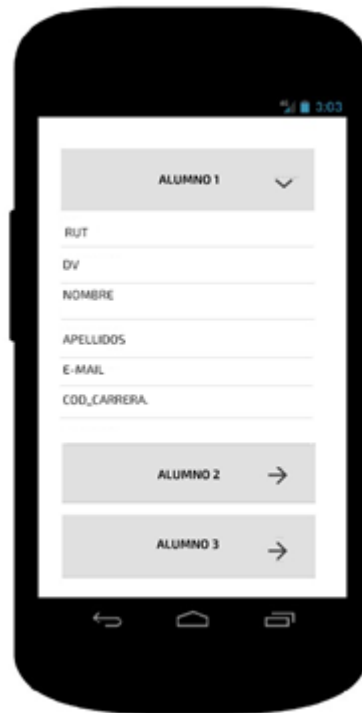 3:03
ALUMNO 1
RUT
DV
NOMBRE
APELLIDOS
E-MAIL
COD_CARRERA.
ALUMNO 2
ALUMNO 3